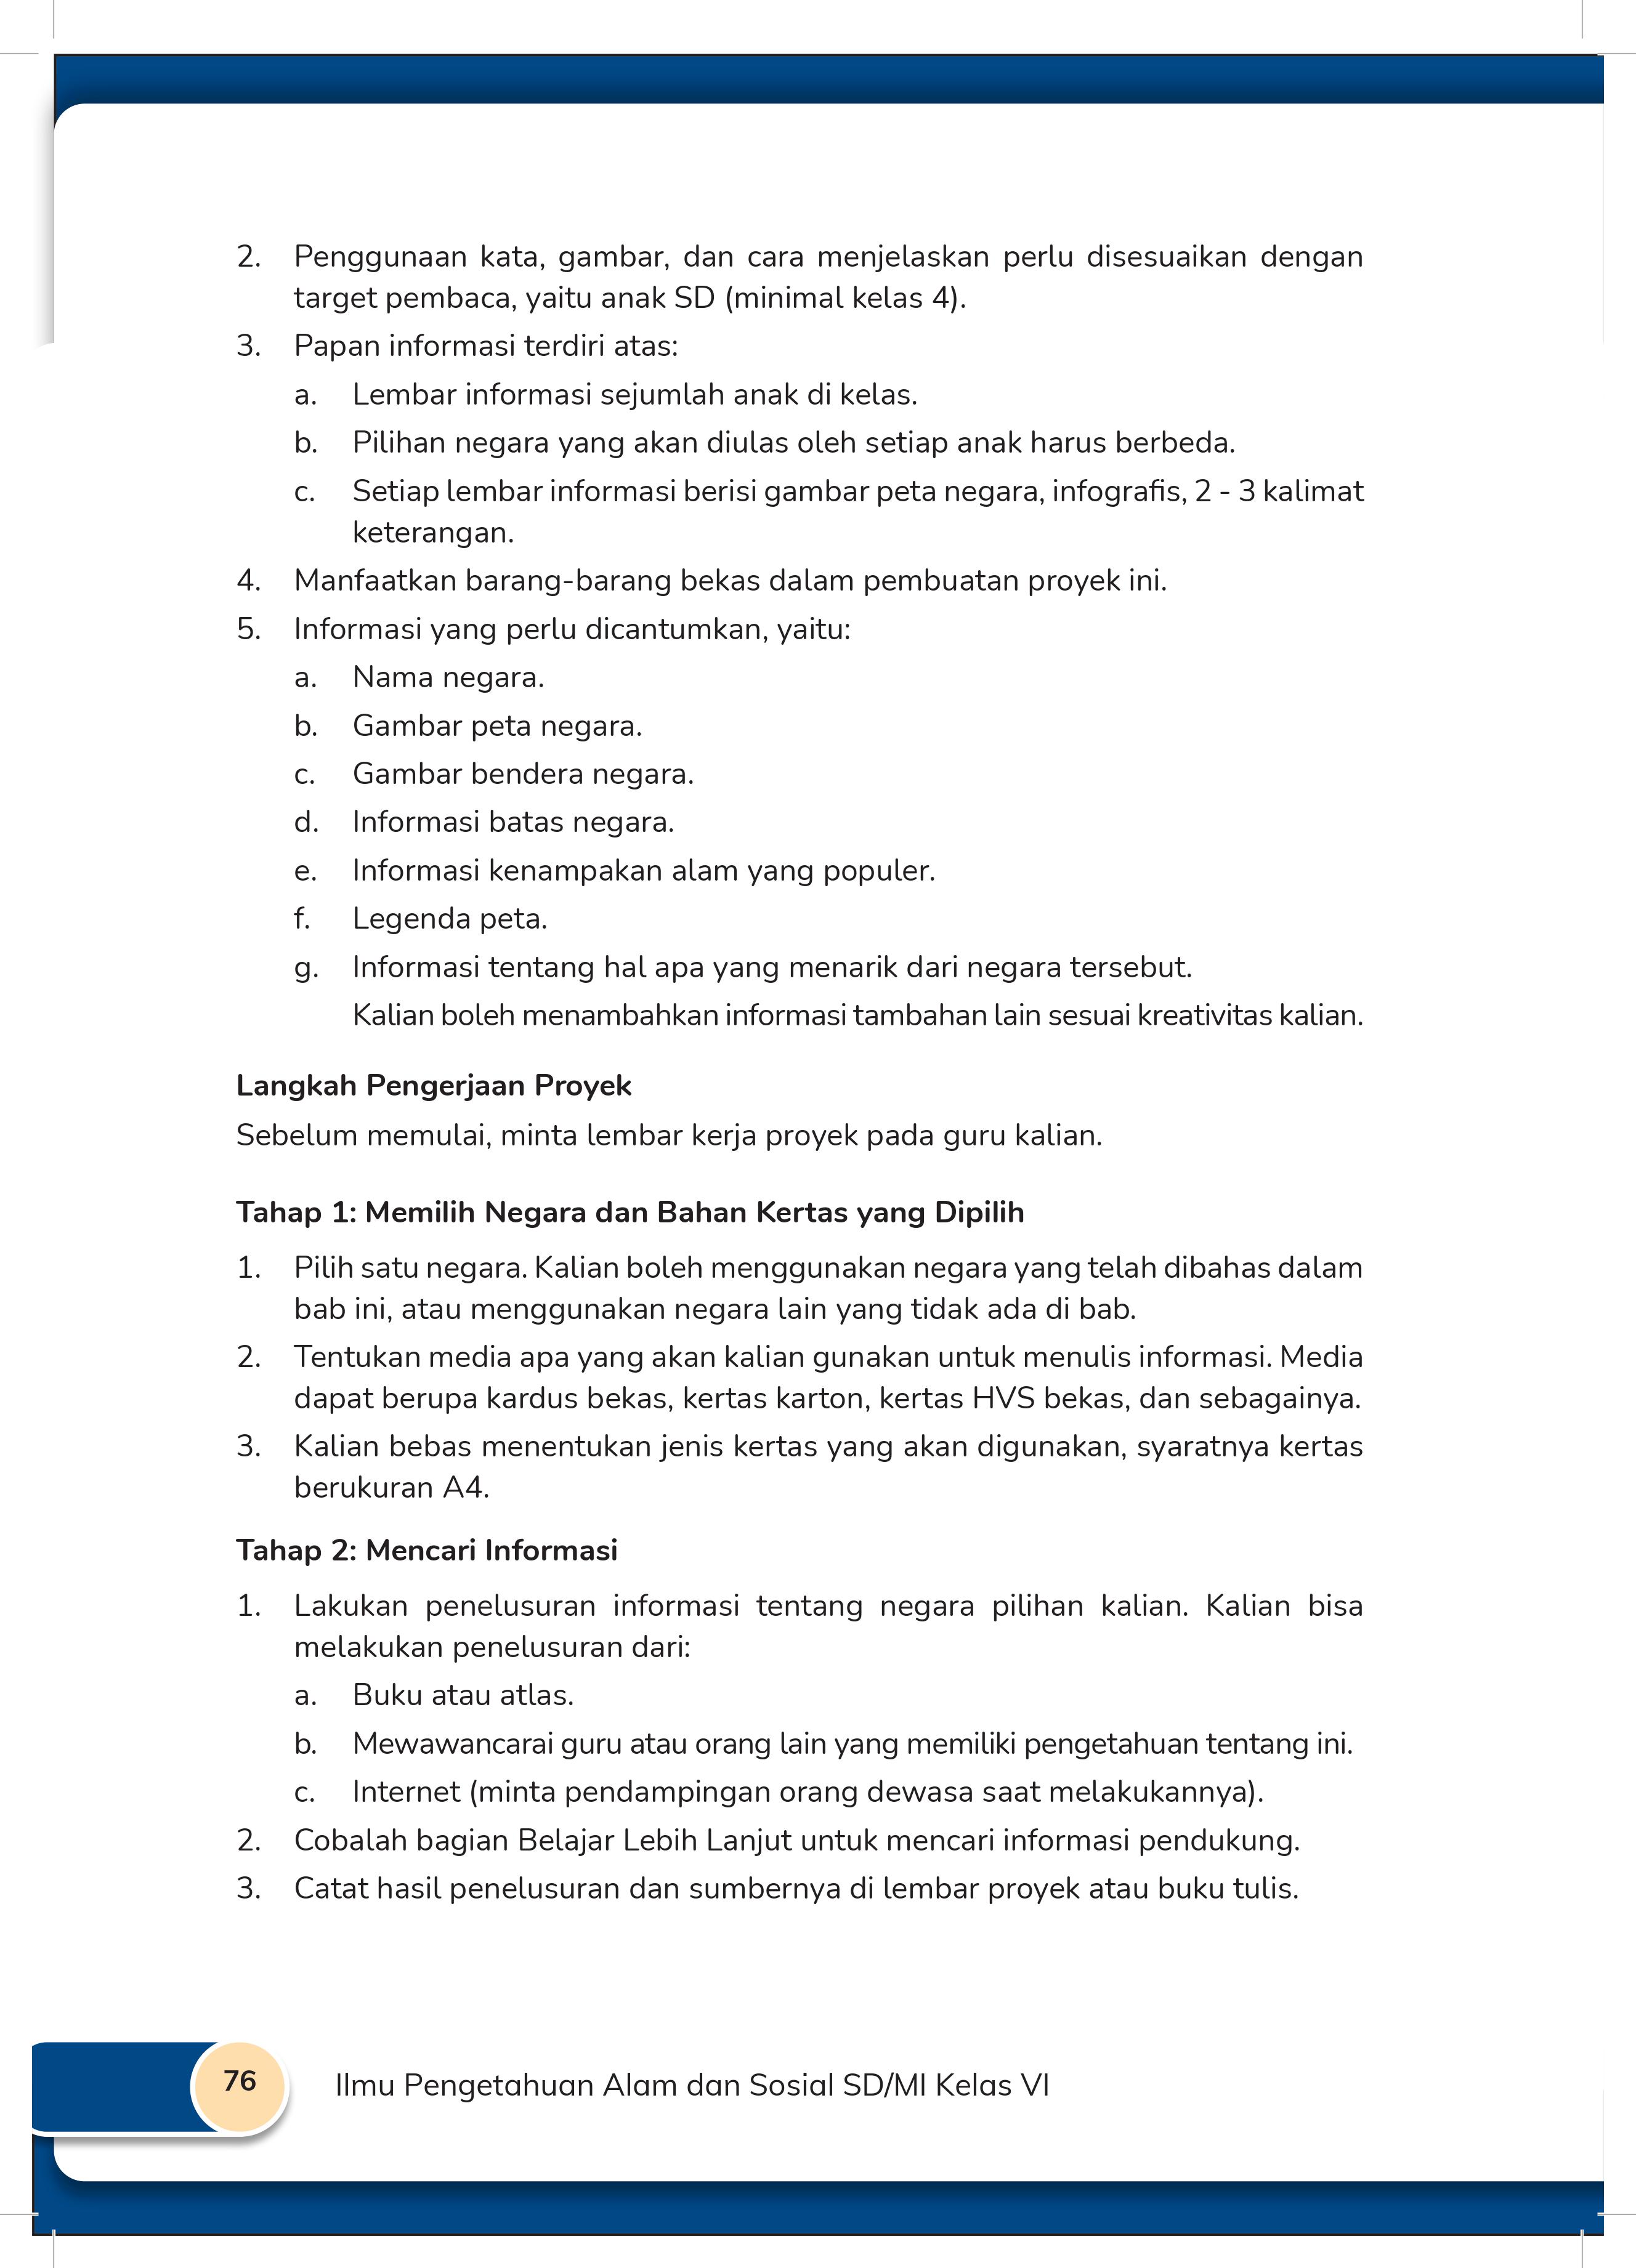 2. Penggunaan kata, gambar, dan cara menjelaskan perlu disesuaikan dengan
target pembaca, yaitu anak SD (minimal kelas 4).
3. Papan informasi terdiri atas:
a. Lembar informasi sejumlah anak di kelas.
b. Pilihan negara yang akan diulas oleh setiap anak harus berbeda.
c. Setiap lembar informasi berisi gambar peta negara, infografis, 2 - 3 kalimat
keterangan.
4. Manfaatkan barang-barang bekas dalam pembuatan proyek ini.
5. Informasi yang perlu dicantumkan, yaitu:
a. Nama negara.
b. Gambar peta negara.
c. Gambar bendera negara.
d. Informasi batas negara.
e. Informasi kenampakan alam yang populer.
f. Legenda peta.
g. Informasi tentang hal apa yang menarik dari negara tersebut.
Kalian boleh menambahkan informasi tambahan lain sesuai kreativitas kalian.
Langkah Pengerjaan Proyek
Sebelum memulai, minta lembar kerja proyek pada guru kalian.
Tahap 1: Memilih Negara dan Bahan Kertas yang Dipilih
1. Pilih satu negara. Kalian boleh menggunakan negara yang telah dibahas dalam
bab ini, atau menggunakan negara lain yang tidak ada di bab.
2. Tentukan media apa yang akan kalian gunakan untuk menulis informasi. Media
dapat berupa kardus bekas, kertas karton, kertas HVS bekas, dan sebagainya.
3. Kalian bebas menentukan jenis kertas yang akan digunakan, syaratnya kertas
berukuran A4.
Tahap 2: Mencari Informasi
1. Lakukan penelusuran informasi tentang negara pilihan kalian. Kalian bisa
melakukan penelusuran dari:
a. Buku atau atlas.
b. Mewawancarai guru atau orang lain yang memiliki pengetahuan tentang ini.
c. Internet (minta pendampingan orang dewasa saat melakukannya).
2. Cobalah bagian Belajar Lebih Lanjut untuk mencari informasi pendukung.
3. Catat hasil penelusuran dan sumbernya di lembar proyek atau buku tulis.
76 Ilmu Pengetahuan Alam dan Sosial SD/MI Kelas VI